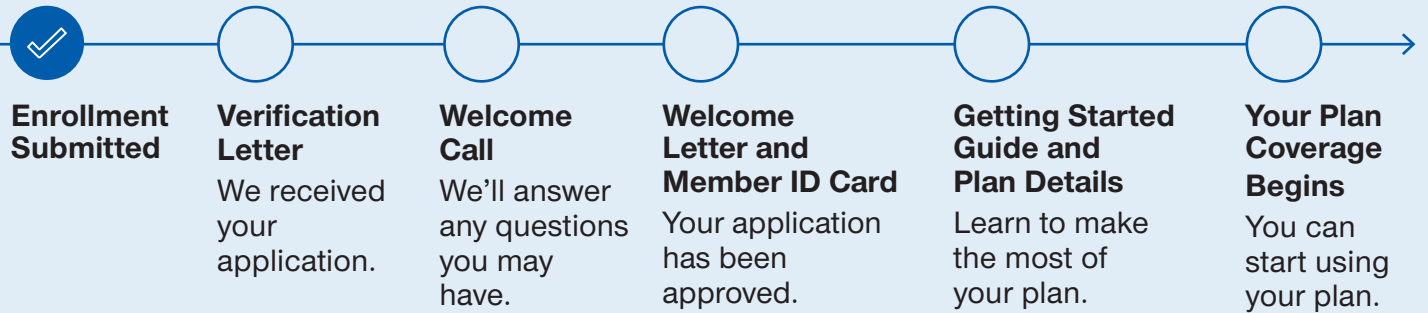 Enrollment
Submitted
Verification
Letter
We received
your
application.
Welcome
Call
We’ll answer
any questions
you may
have.
Welcome
Letter and
Member ID Card
Your application
has been
approved.
Getting Started
Guide and
Plan Details
Learn to make
the most of
your plan.
Your Plan
Coverage
Begins
You can
start using
your plan.